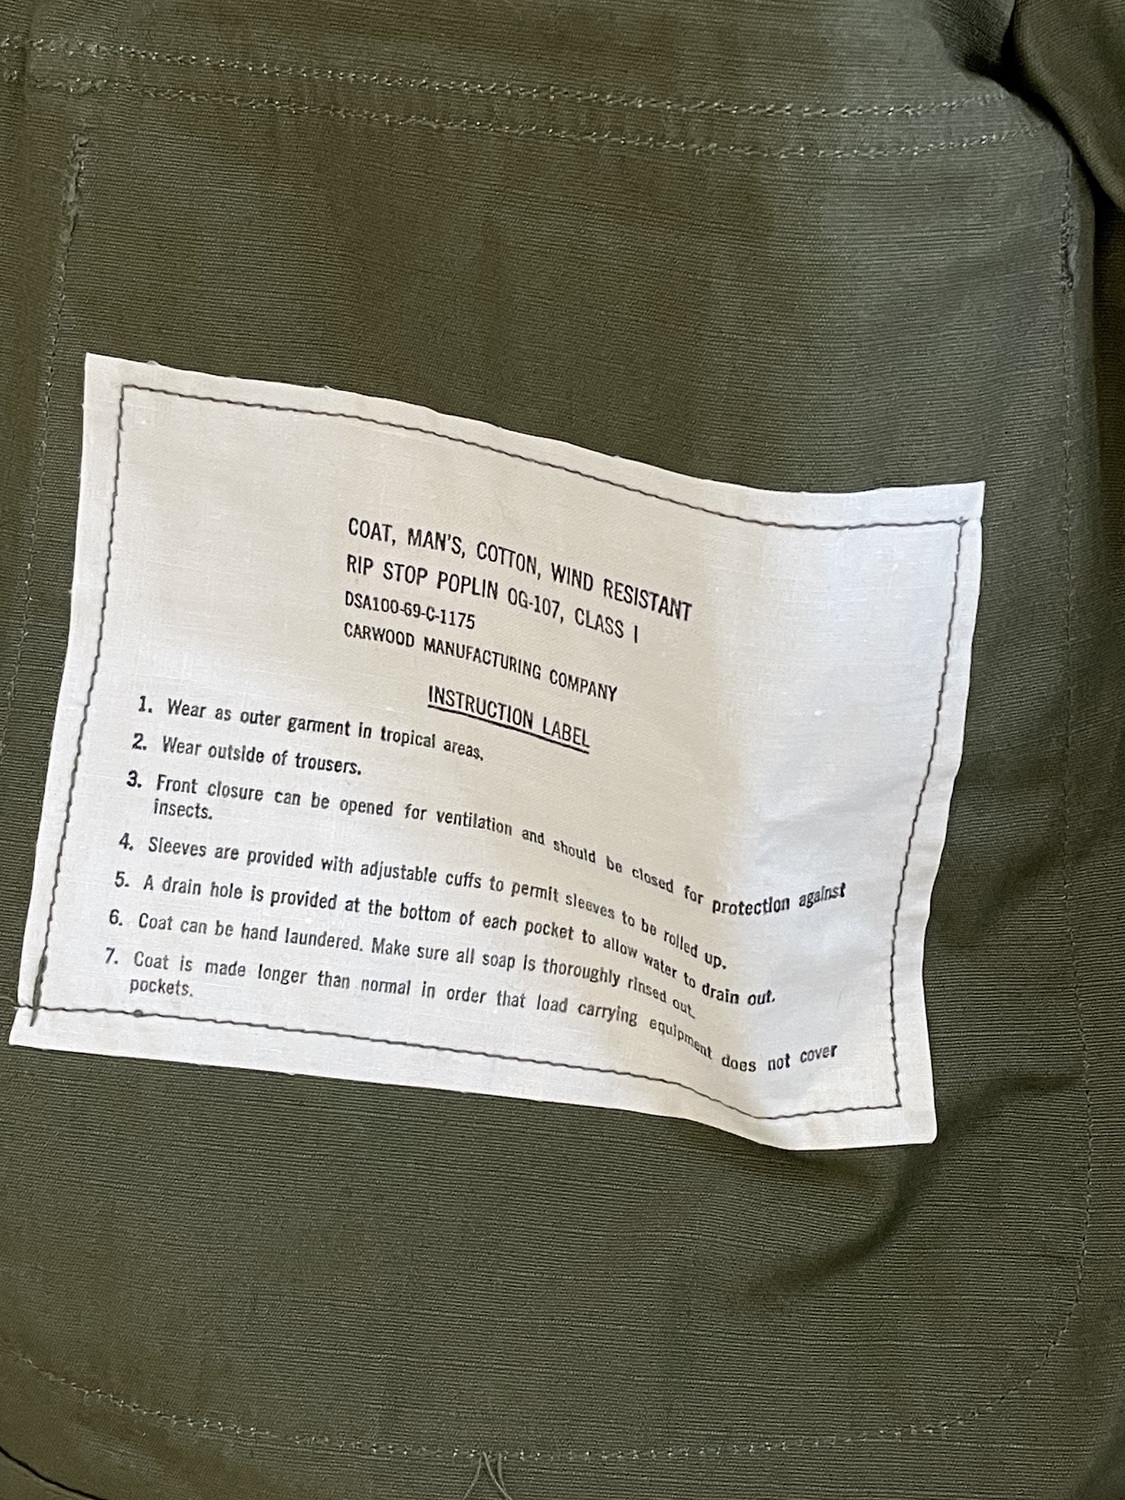 COAT, MAN'S, COTTON, WIND RESISTANT
RIP STOP POPLIN OG-107, CLASS I
DSA100-69-C-1175
CARWOOD MANUFACTURING COMPANY
INSTRUCTION LABEL
1. Wear as outer garment in tropical areas.
2. Wear outside of trousers.
3. Front closure can be opened for ventilation and should be closed for protection against
insects.
4. Sleeves are provided with adjustable cuffs to permit sleeves to be rolled up.
5. A drain hole is provided at the bottom of each pocket to allow water to drain out.
6. Coat can be hand laundered. Make sure all soap is thoroughly rinsed out.
7. Coat is made longer than normal in order that load carrying equipment does not cover
pockets.